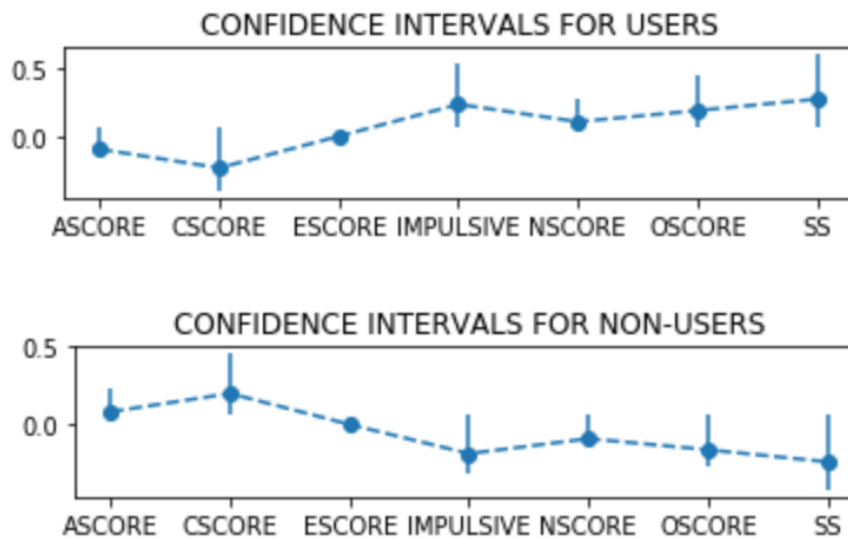 CONFIDENCE INTERVALS FOR USERS
0.5
0.0
ASCORE CSCORE ESCORE IMPULSIVE NSCORE OSCORE SS
CONFIDENCE INTERVALS FOR NON-USERS
0.5
0.0
ASCORE CSCORE ESCORE IMPULSIVE NSCORE OSCORE SS